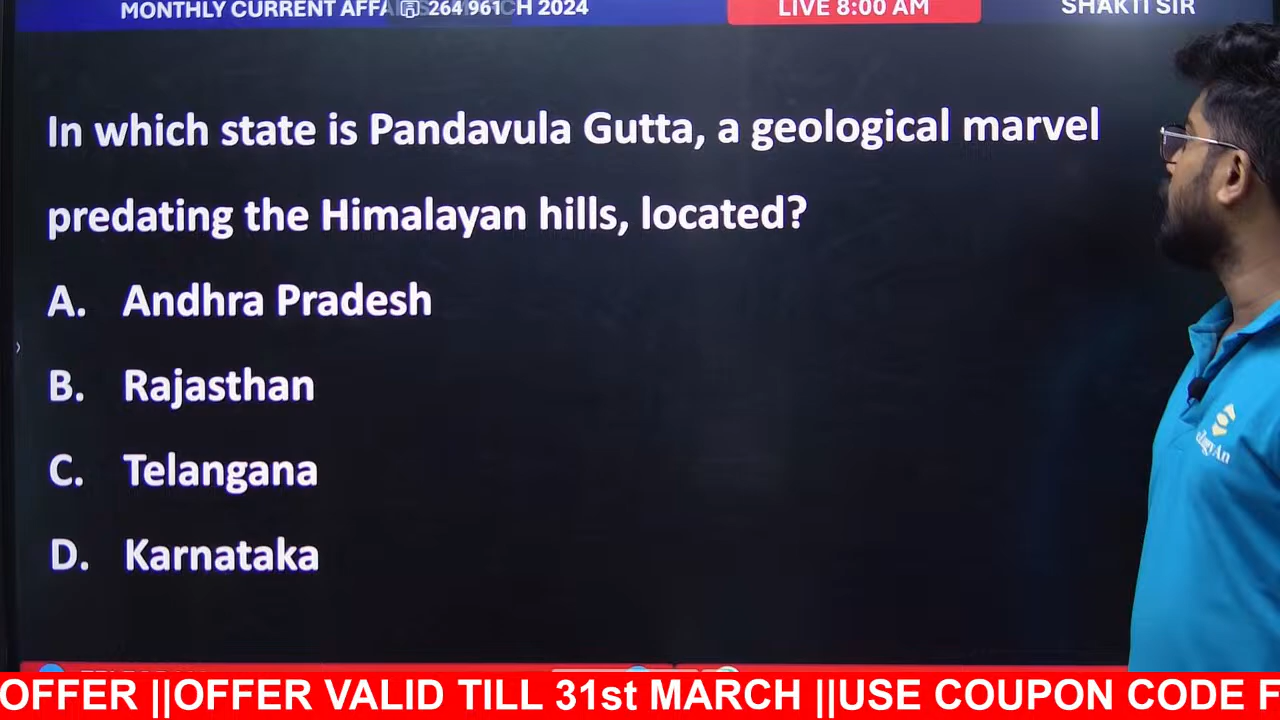 MONTHLY CURRENT AFFA 264 961 CH 2024
LIVE 8:00 AM
SHAKTI SIR
In which state is Pandavula Gutta, a geological marvel
predating the Himalayan hills, located?
A. Andhra Pradesh
B. Rajasthan
C. Telangana
D. Karnataka
OFFER ||OFFER VALID TILL 31st MARCH ||USE COUPON CODE F